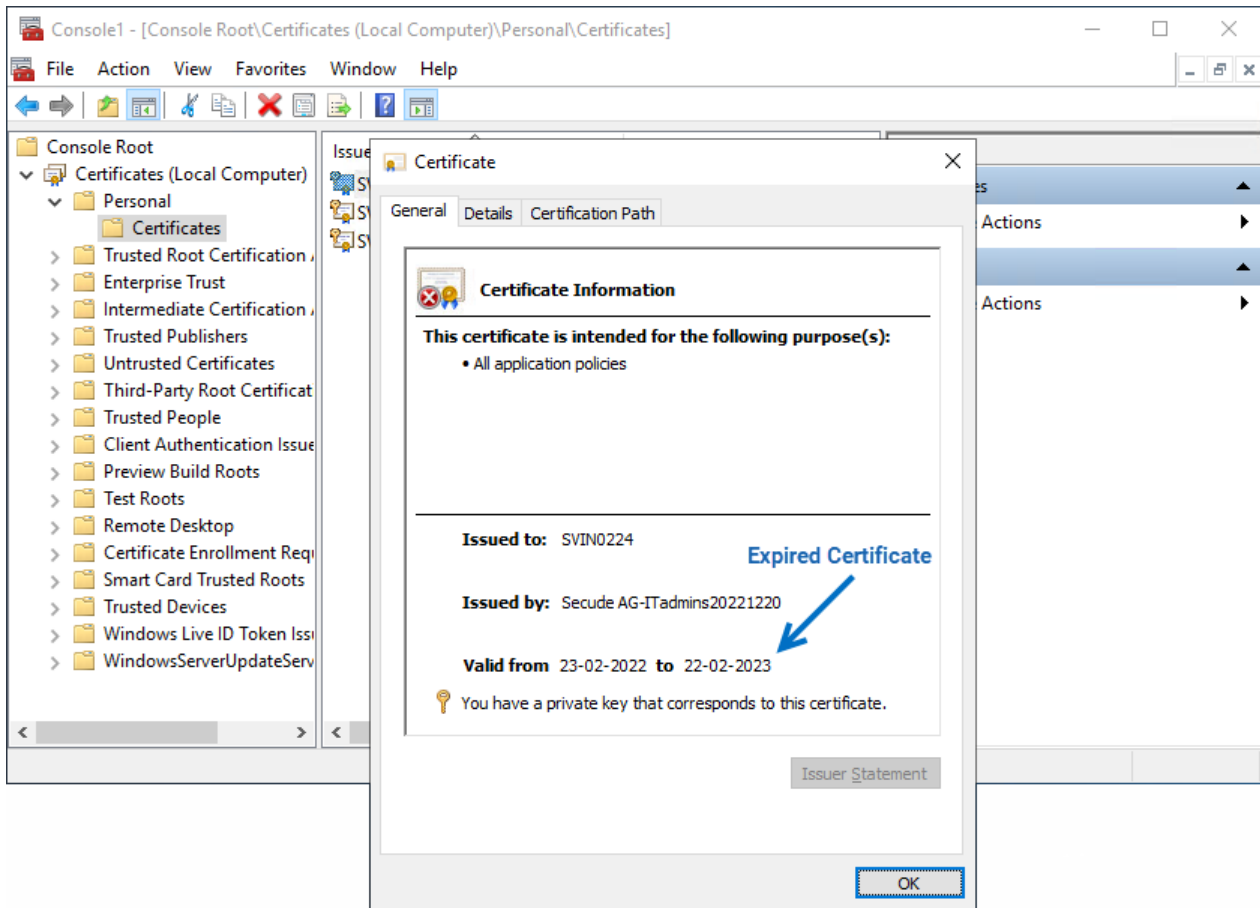 Console1 - [Console Root\Certificates (Local Computer)\Personal\Certificates]
File Action View Favorites Window Help
Console Root
Certificates (Local Computer)
Personal
Certificates
Trusted Root Certification
Enterprise Trust
Intermediate Certification
Trusted Publishers
Untrusted Certificates
Third-Party Root Certificat
Trusted People
Client Authentication Issue
Preview Build Roots
Test Roots
Remote Desktop
Certificate Enrollment Requ
Smart Card Trusted Roots
Trusted Devices
Windows Live ID Token Issu
WindowsServerUpdateServ
Issue
Certificate
General Details Certification Path
Certificate Information
This certificate is intended for the following purpose(s):
• All application policies
Issued to: SVIN0224
Expired Certificate
Issued by: Secude AG-ITadmins20221220
Valid from 23-02-2022 to 22-02-2023
You have a private key that corresponds to this certificate.
Issuer Statement
OK
Actions
Actions